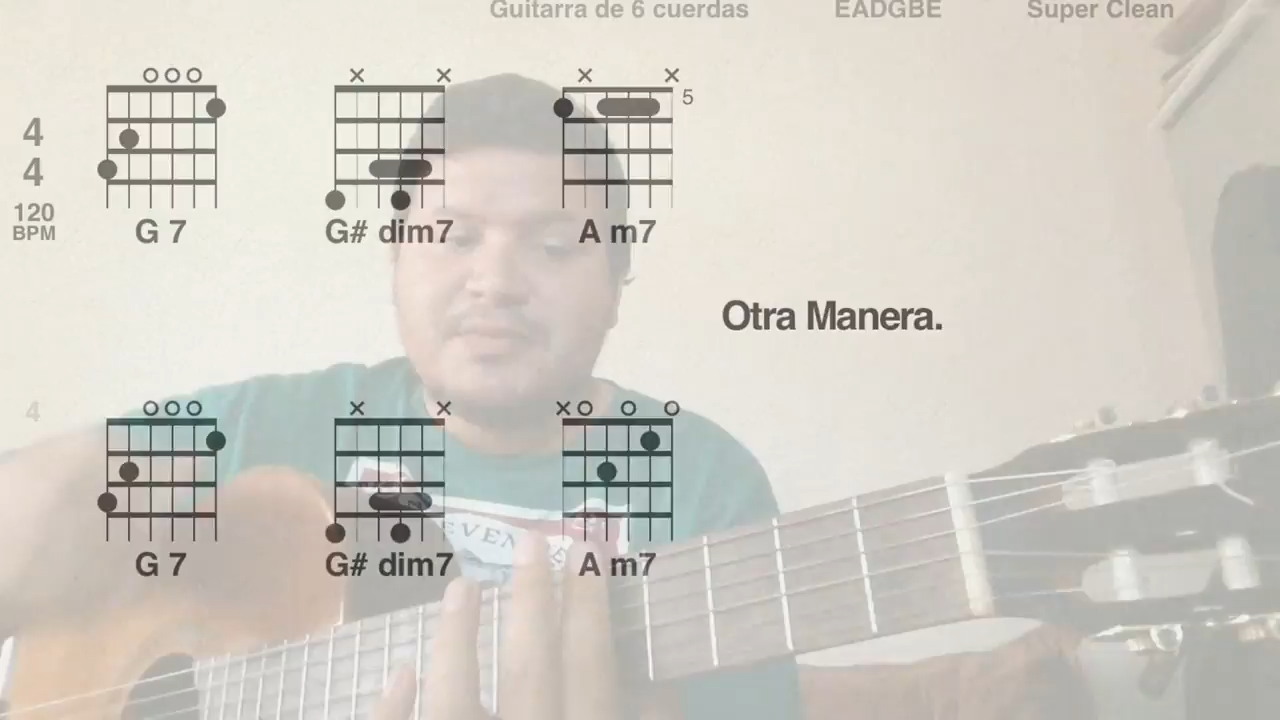 Guitarra de 6 cuerdas EADGBE Super Clean
4
4
120
BPM
5
G 7 G# dim7 A m7
Otra Manera.
4
G 7 G# dim7 A m7